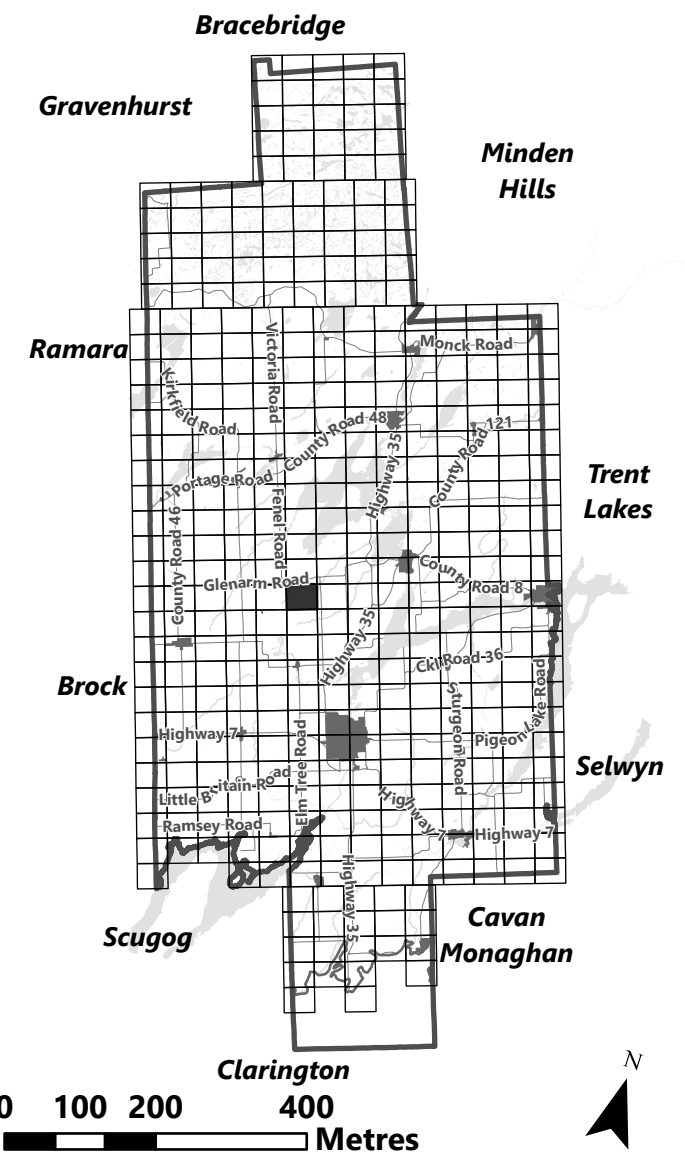 Bracebridge
Gravenhurst
Minden
Hills
Ramara
Monck Road
Victoria Road
Kirkfield Road
County Road 48
County Road 121
Highway 35
Portage Road
Trent
Lakes
Fenel Road
County Road 46
Glenarm Road
County Road 8
Highway 35
Ckl Road 36
Brock
Sturgeon Road
Pigeon Lake Road
Highway 7
Elm Tree Road
Selwyn
Little Britain Road
Highway 7
Ramsey Road
Highway 7
Highway 35
Scugog
Cavan
Monaghan
Clarington
N
0 100 200 400
Metres